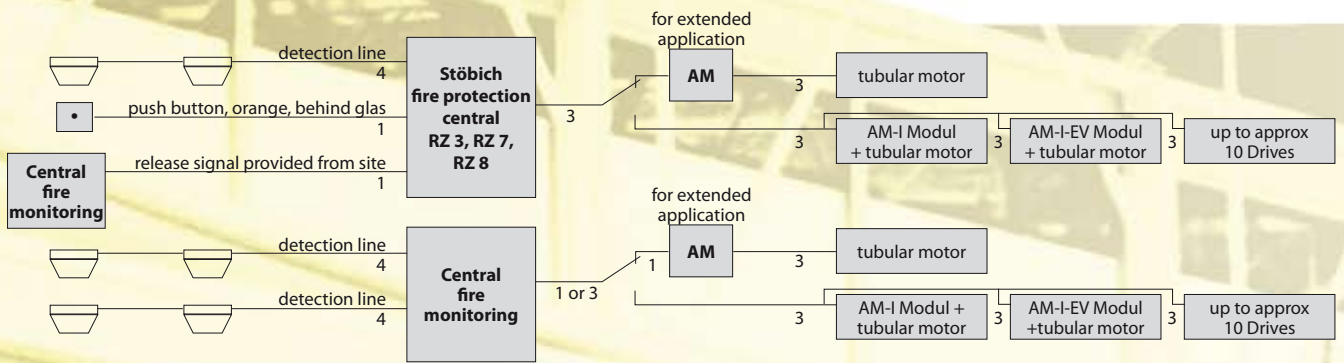 for extended
application
detection line
4
Stöbich
fire protection
central
RZ 3, RZ 7,
RZ 8
3
AM
3
tubular motor
push button, orange, behind glas
1
3
AM-I Modul
+ tubular motor
3
AM-I-EV Modul
+ tubular motor
3
up to approx
10 Drives
Central
fire
monitoring
release signal provided from site
1
for extended
application
detection line
4
Central
fire
monitoring
1 or 3
1
AM
3
tubular motor
detection line
4
3
AM-I Modul +
tubular motor
3
AM-I-EV Modul
+tubular motor
3
up to approx
10 Drives